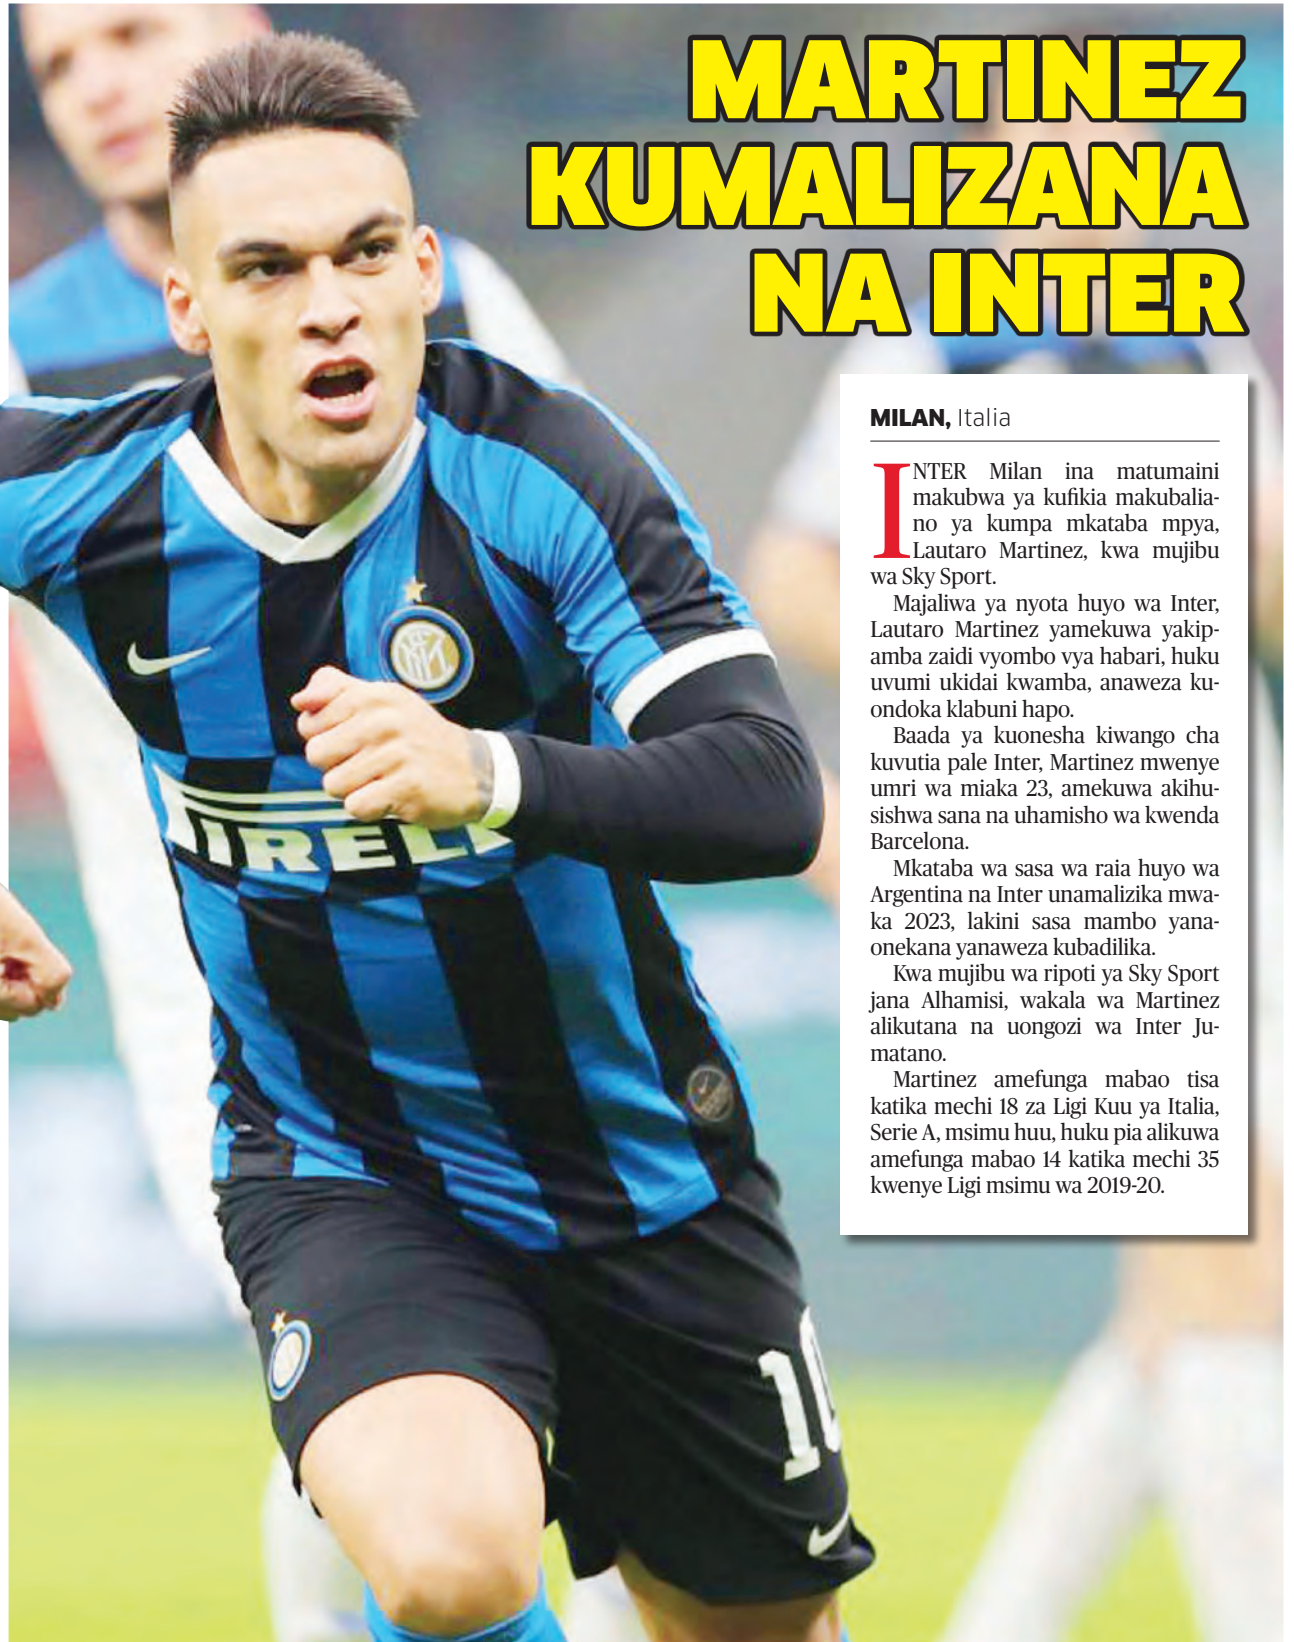 MARTINEZ
KUMALIZANA
NA INTER
MILAN, Italia
INTER Milan ina matumaini
makubwa ya kufikia makubalia-
no ya kumpa mkataba mpya,
Lautaro Martinez, kwa mujibu
wa Sky Sport.
Majaliwa ya nyota huyo wa Inter,
Lautaro Martinez yamekuwa yakip-
amba zaidi vyombo vya habari, huku
uvumi ukidai kwamba, anaweza ku-
ondoka klabuni hapo.
Baada ya kuonesha kiwango cha
kuvutia pale Inter, Martinez mwenye
umri wa miaka 23, amekuwa akihu-
sishwa sana na uhamisho wa kwenda
Barcelona.
Mkataba wa sasa wa raia huyo wa
Argentina na Inter unamalizika mwa-
ka 2023, lakini sasa mambo yana-
onekana yanaweza kubadilika.
Kwa mujibu wa ripoti ya Sky Sport
jana Alhamisi, wakala wa Martinez
alikutana na uongozi wa Inter Ju-
matano.
Martinez amefunga mabao tisa
katika mechi 18 za Ligi Kuu ya Italia,
Serie A, msimu huu, huku pia alikuwa
amefunga mabao 14 katika mechi 35
kwenye Ligi msimu wa 2019-20.
PIRELLI
10